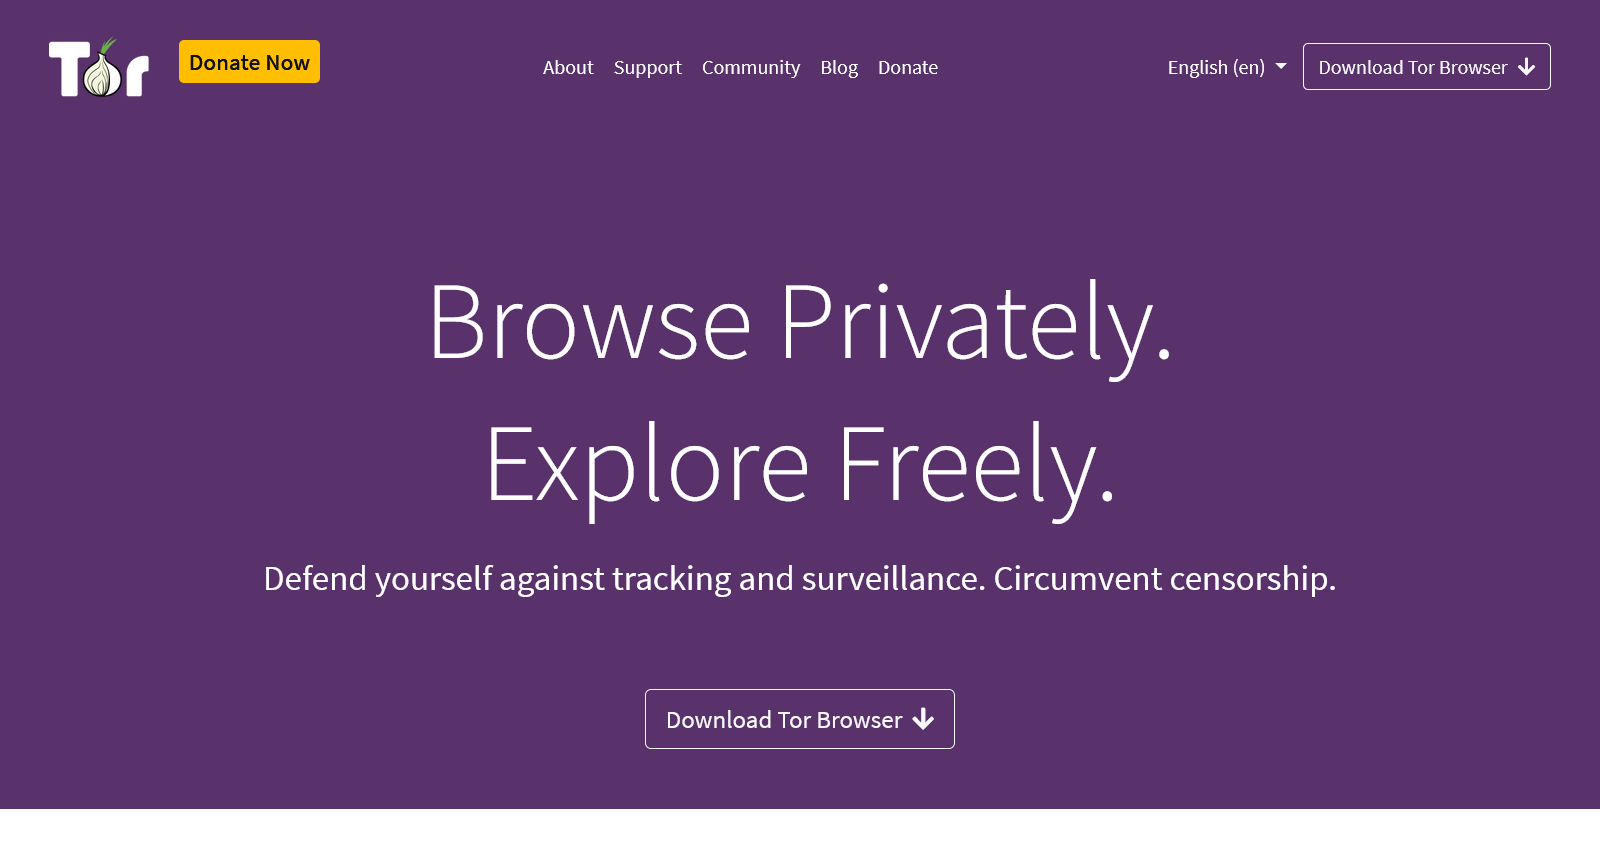 Tor
Donate Now
About Support Community Blog Donate
English (en)
Download Tor Browser
Browse Privately.
Explore Freely.
Defend yourself against tracking and surveillance. Circumvent censorship.
Download Tor Browser